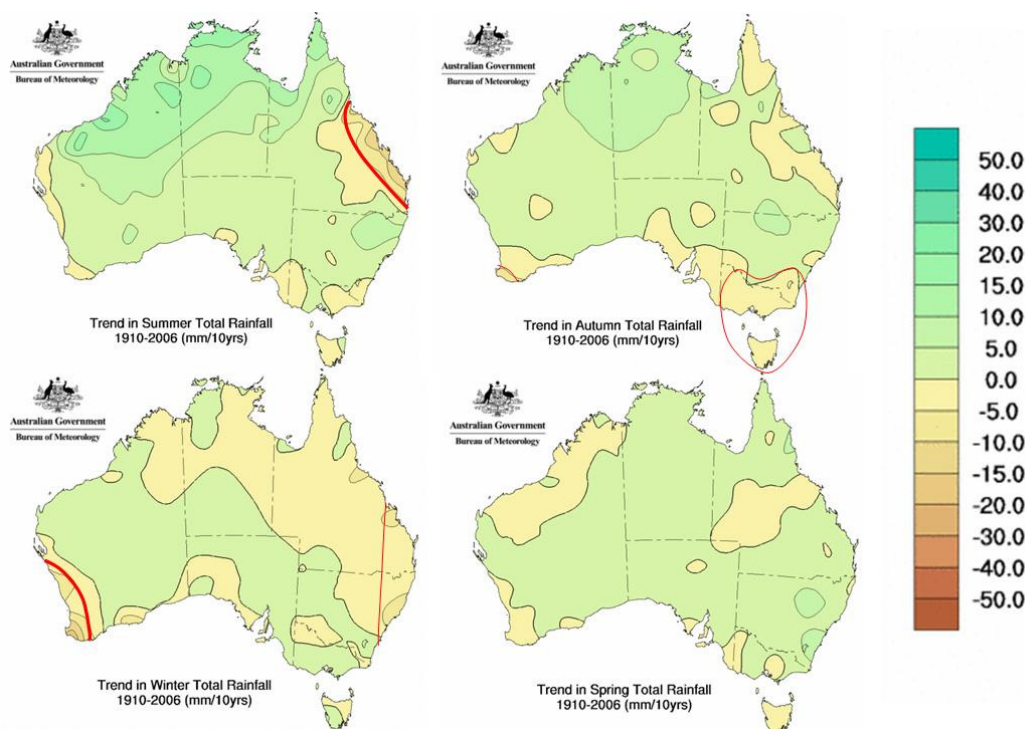 Australian Government
Bureau of Meteorology
Trend in Summer Total Rainfall
1910-2006 (mm/10yrs)
Australian Government
Bureau of Meteorology
Trend in Autumn Total Rainfall
1910-2006 (mm/10yrs)
Australian Government
Bureau of Meteorology
Trend in Winter Total Rainfall
1910-2006 (mm/10yrs)
Australian Government
Bureau of Meteorology
Trend in Spring Total Rainfall
1910-2006 (mm/10yrs)
50.0
40.0
30.0
20.0
15.0
10.0
5.0
0.0
-5.0
-10.0
-15.0
-20.0
-30.0
-40.0
-50.0